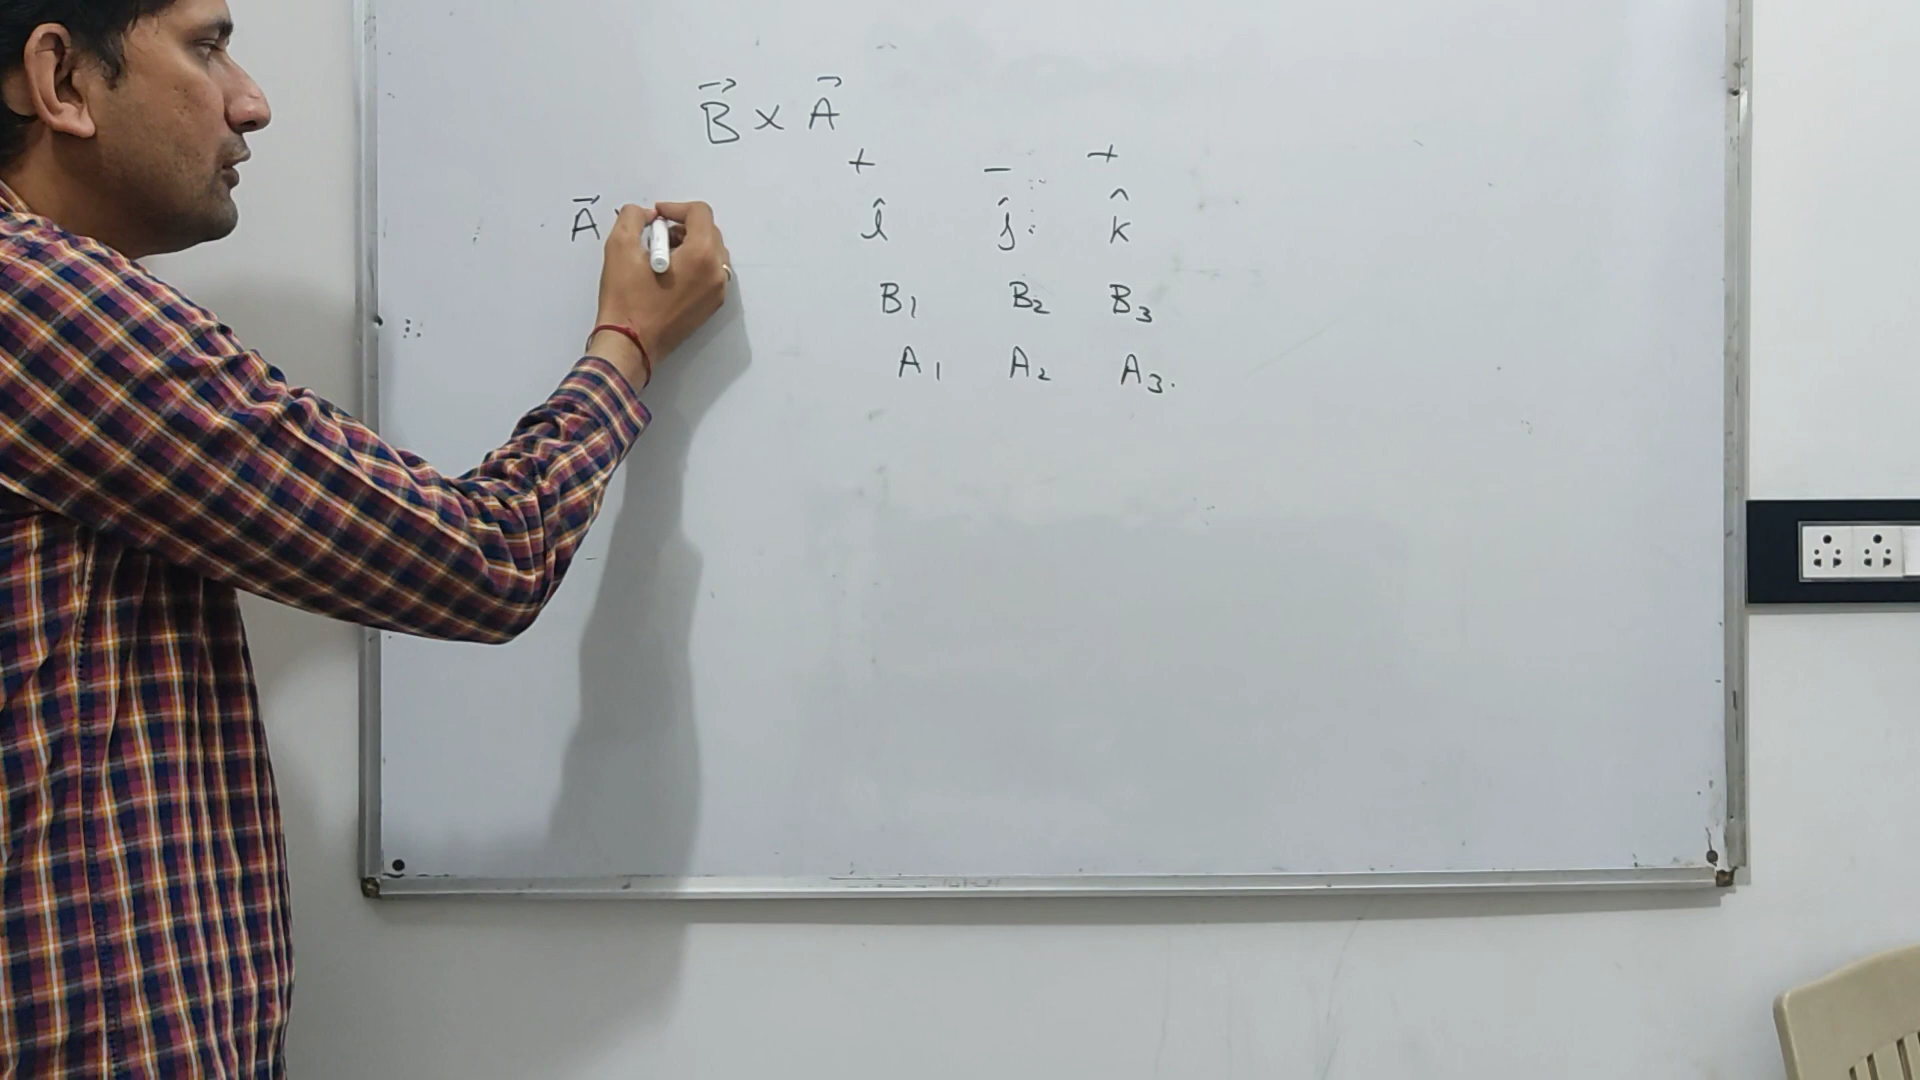 B⃗ × A⃗
+ − +
A⃗ î ĵ k̂
B₁ B₂ B₃
A₁ A₂ A₃.